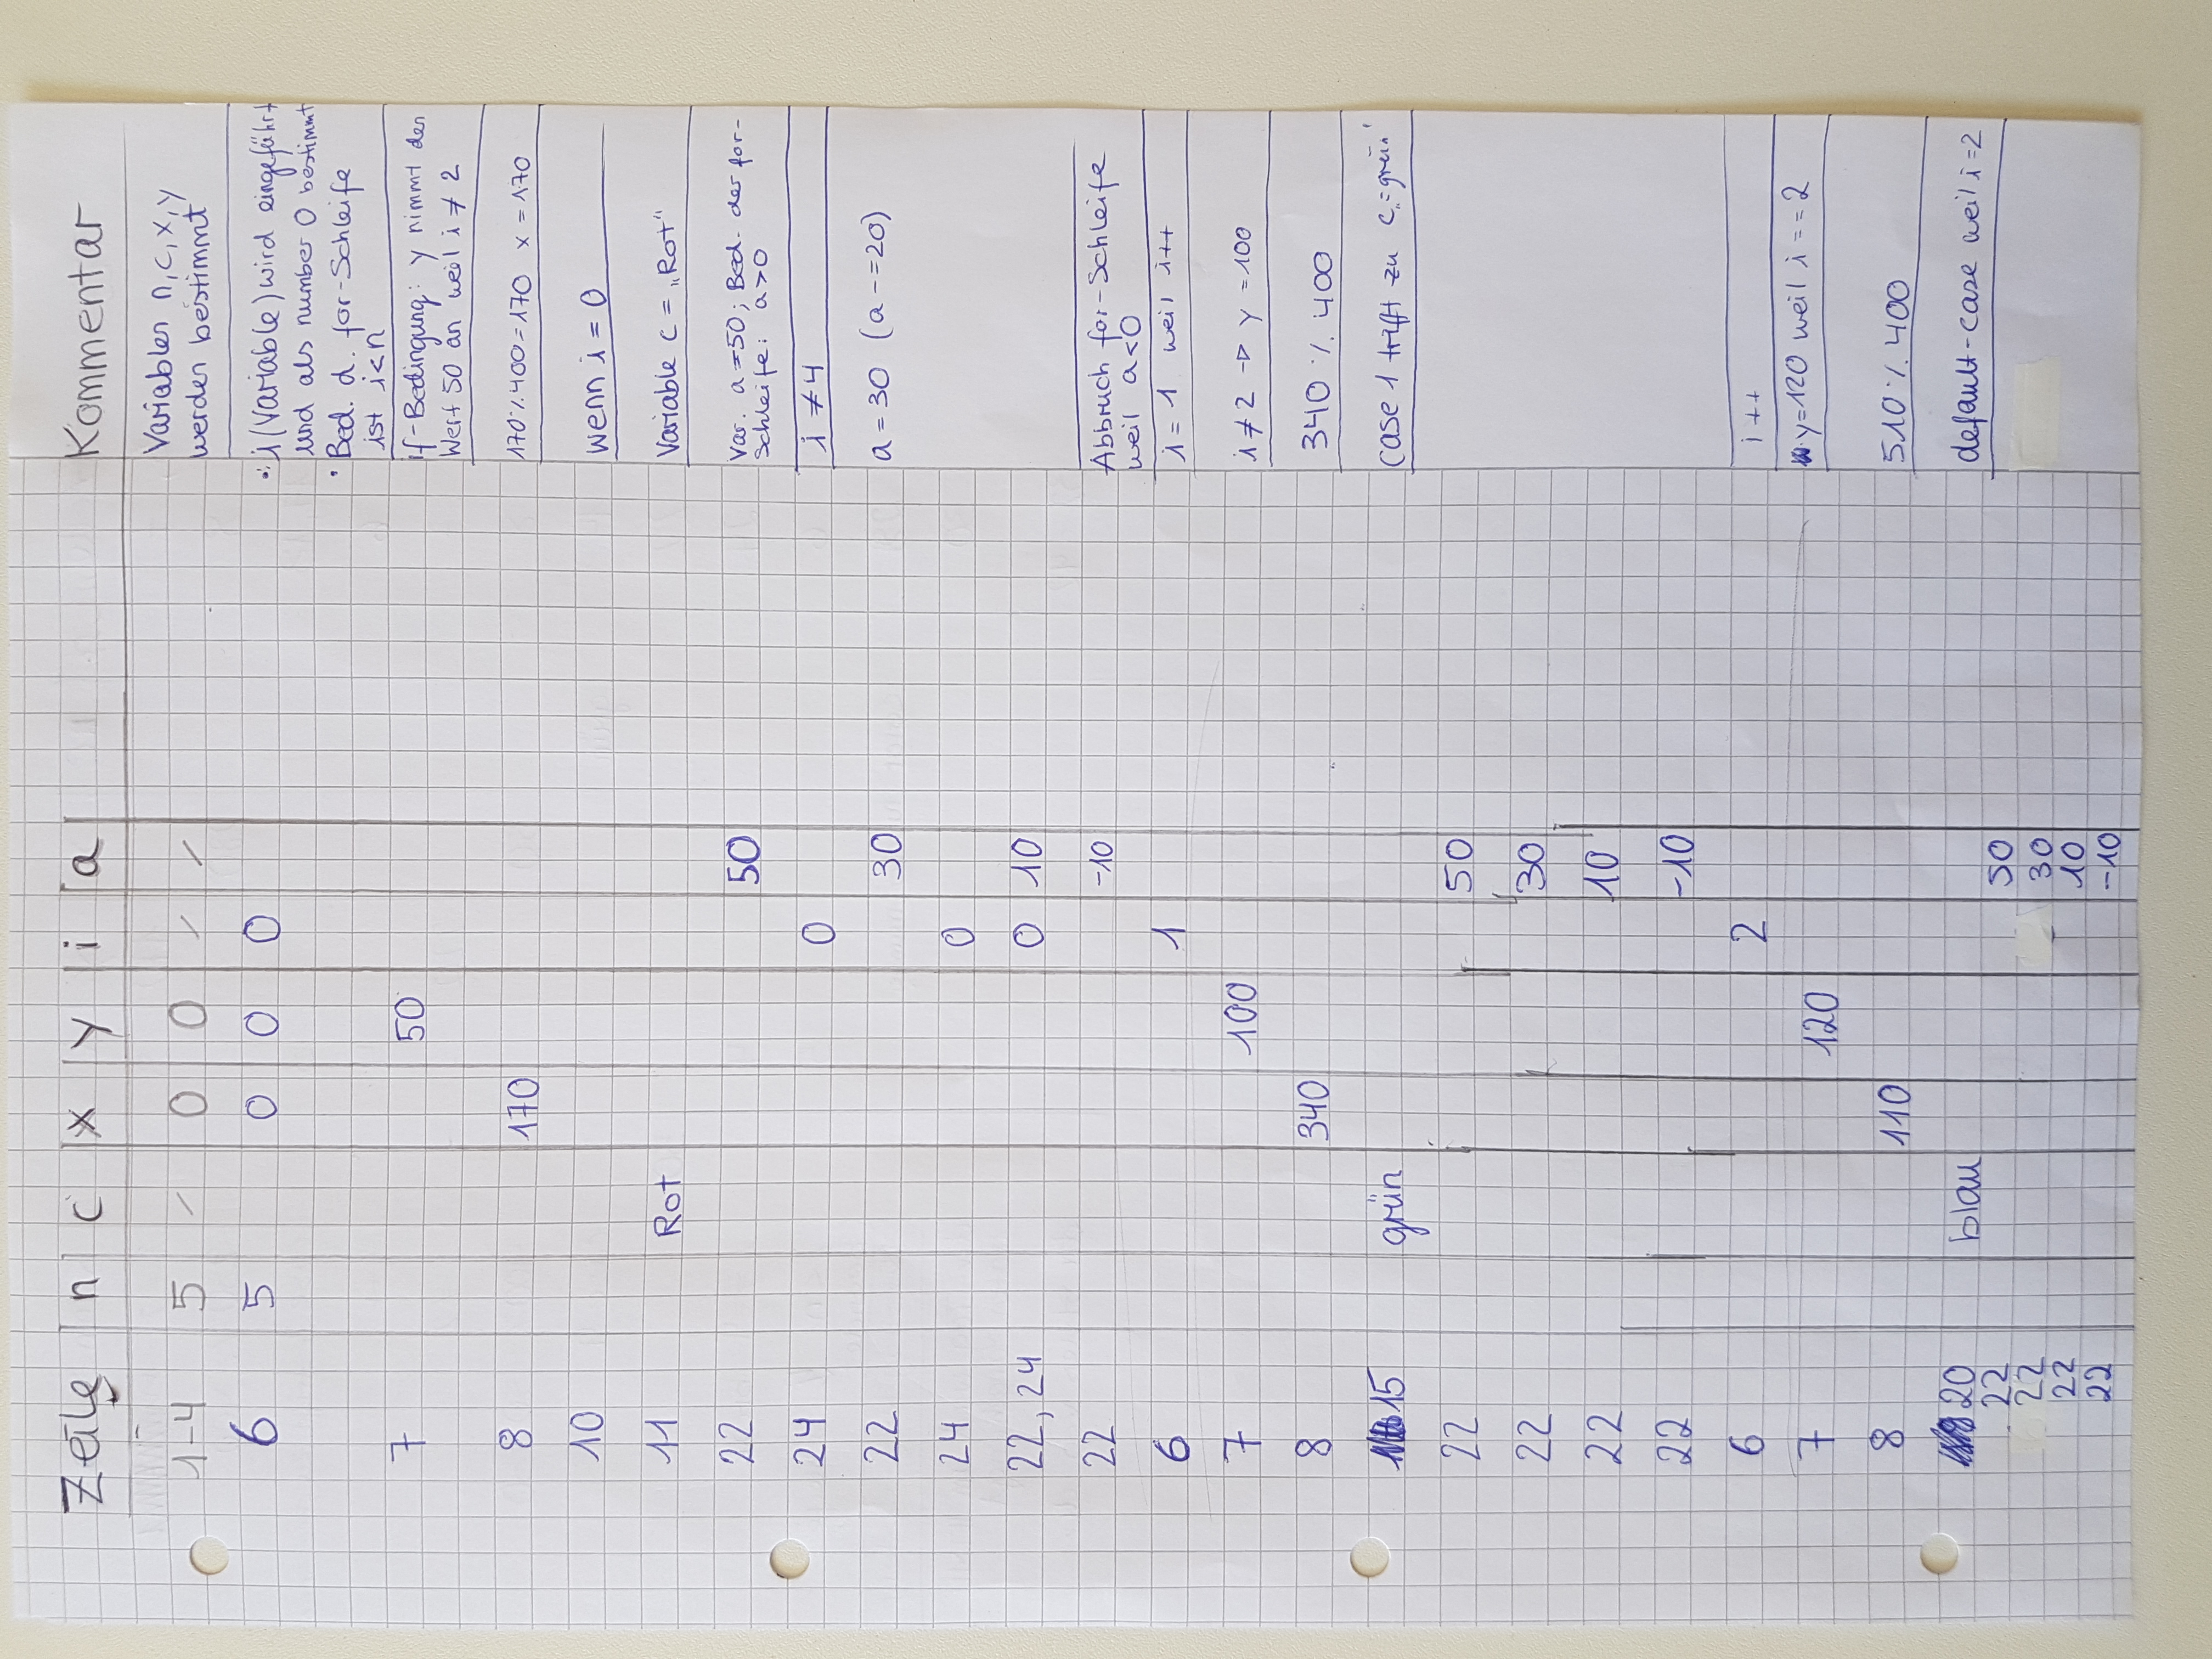 Zeile n c x y i a Kommentar
1-4 5 - 0 0 - - Variablen n, c, x, y
werden bestimmt
6 5 0 0 0 • i (Variable) wird eingeführt
und als number 0 bestimmt
• Bed. d. for-Schleife
ist i<n
7 50 if-Bedingung: y nimmt den
Wert 50 an weil i ≠ 2
8 170 170%400=170 x = 170
10 wenn i = 0
11 Rot Variable c = „Rot“
22 50 Var. a=50; Bed. der for-
Schleife: a>0
24 0 i ≠ 4
22 30 a = 30 (a -=20)
24 0
22, 24 0 10
22 -10 Abbruch for-Schleife
weil a<0
6 1 i = 1 weil i++
7 100 i ≠ 2 → y = 100
8 340 340 % 400
15 grün case 1 trifft zu c=„grün“
22 50
22 30
22 10
22 -10
6 2 i ++
7 120 y=120 weil i == 2
8 110 510 % 400
20 blau default-case weil i=2
22 50
22 30
22 10
22 -10